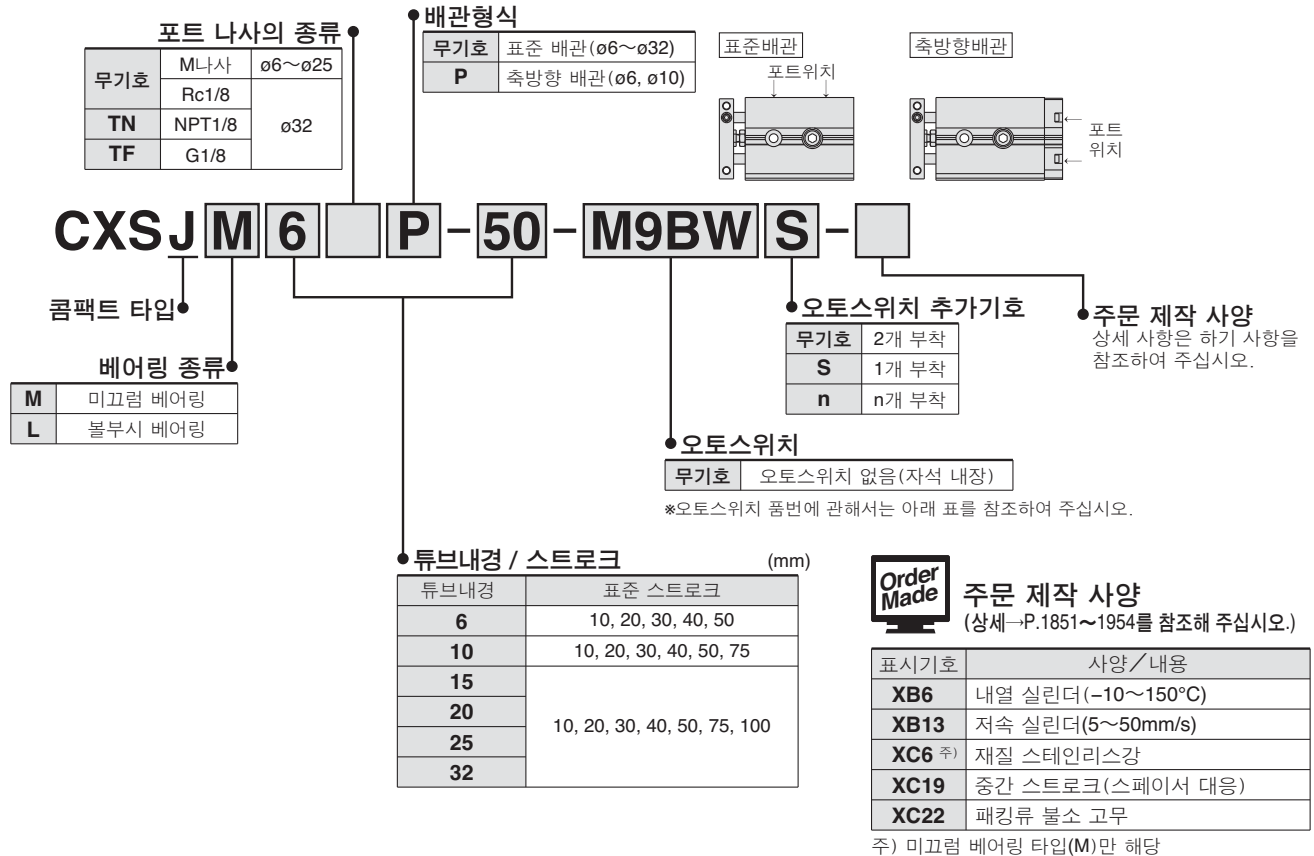 포트 나사의 종류
무기호 M나사 ø6～ø25
Rc1/8 ø32
TN NPT1/8
TF G1/8
배관형식
무기호 표준 배관(ø6～ø32)
P 축방향 배관(ø6, ø10)
표준배관
포트위치
축방향배관
포트
위치
CXSJM6 P-50-M9BWS-
콤팩트 타입
베어링 종류
M 미끄럼 베어링
L 볼부시 베어링
오토스위치 추가기호
무기호 2개 부착
S 1개 부착
n n개 부착
주문 제작 사양
상세 사항은 하기 사항을
참조하여 주십시오.
오토스위치
무기호 오토스위치 없음(자석 내장)
※오토스위치 품번에 관해서는 아래 표를 참조하여 주십시오.
튜브내경 / 스트로크 (mm)
튜브내경 표준 스트로크
6 10, 20, 30, 40, 50
10 10, 20, 30, 40, 50, 75
15
20
25
32
10, 20, 30, 40, 50, 75, 100
Order
Made
주문 제작 사양
(상세→P.1851～1954를 참조해 주십시오.)
표시기호 사양／내용
XB6 내열 실린더(−10～150°C)
XB13 저속 실린더(5～50mm/s)
XC6 주) 재질 스테인리스강
XC19 중간 스트로크(스페이서 대응)
XC22 패킹류 불소 고무
주) 미끄럼 베어링 타입(M)만 해당